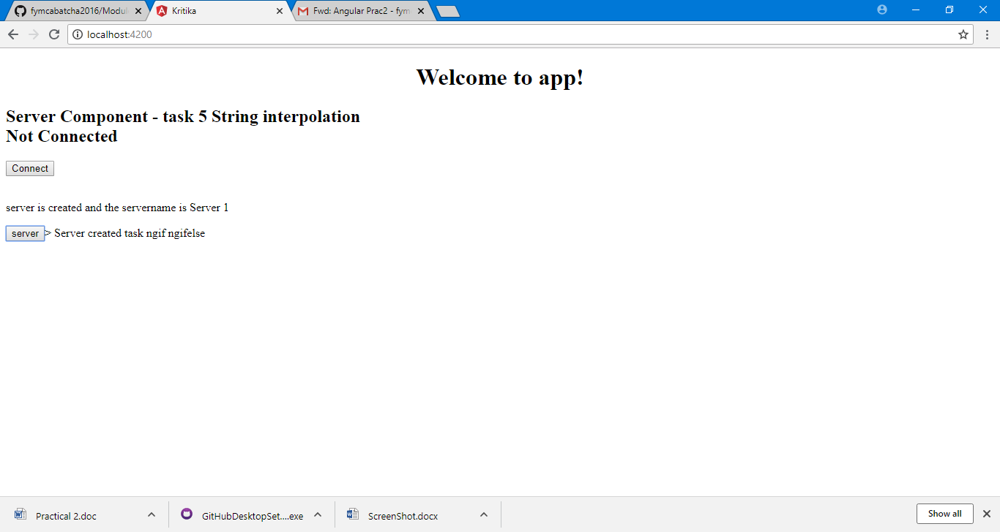 fymcabatcha2016/Modul
Kritika
Fwd: Angular Prac2 - fym
localhost:4200
Welcome to app!
Server Component - task 5 String interpolation
Not Connected
Connect
server is created and the servername is Server 1
server> Server created task ngif ngifelse
Practical 2.doc
GitHubDesktopSet....exe
ScreenShot.docx
Show all